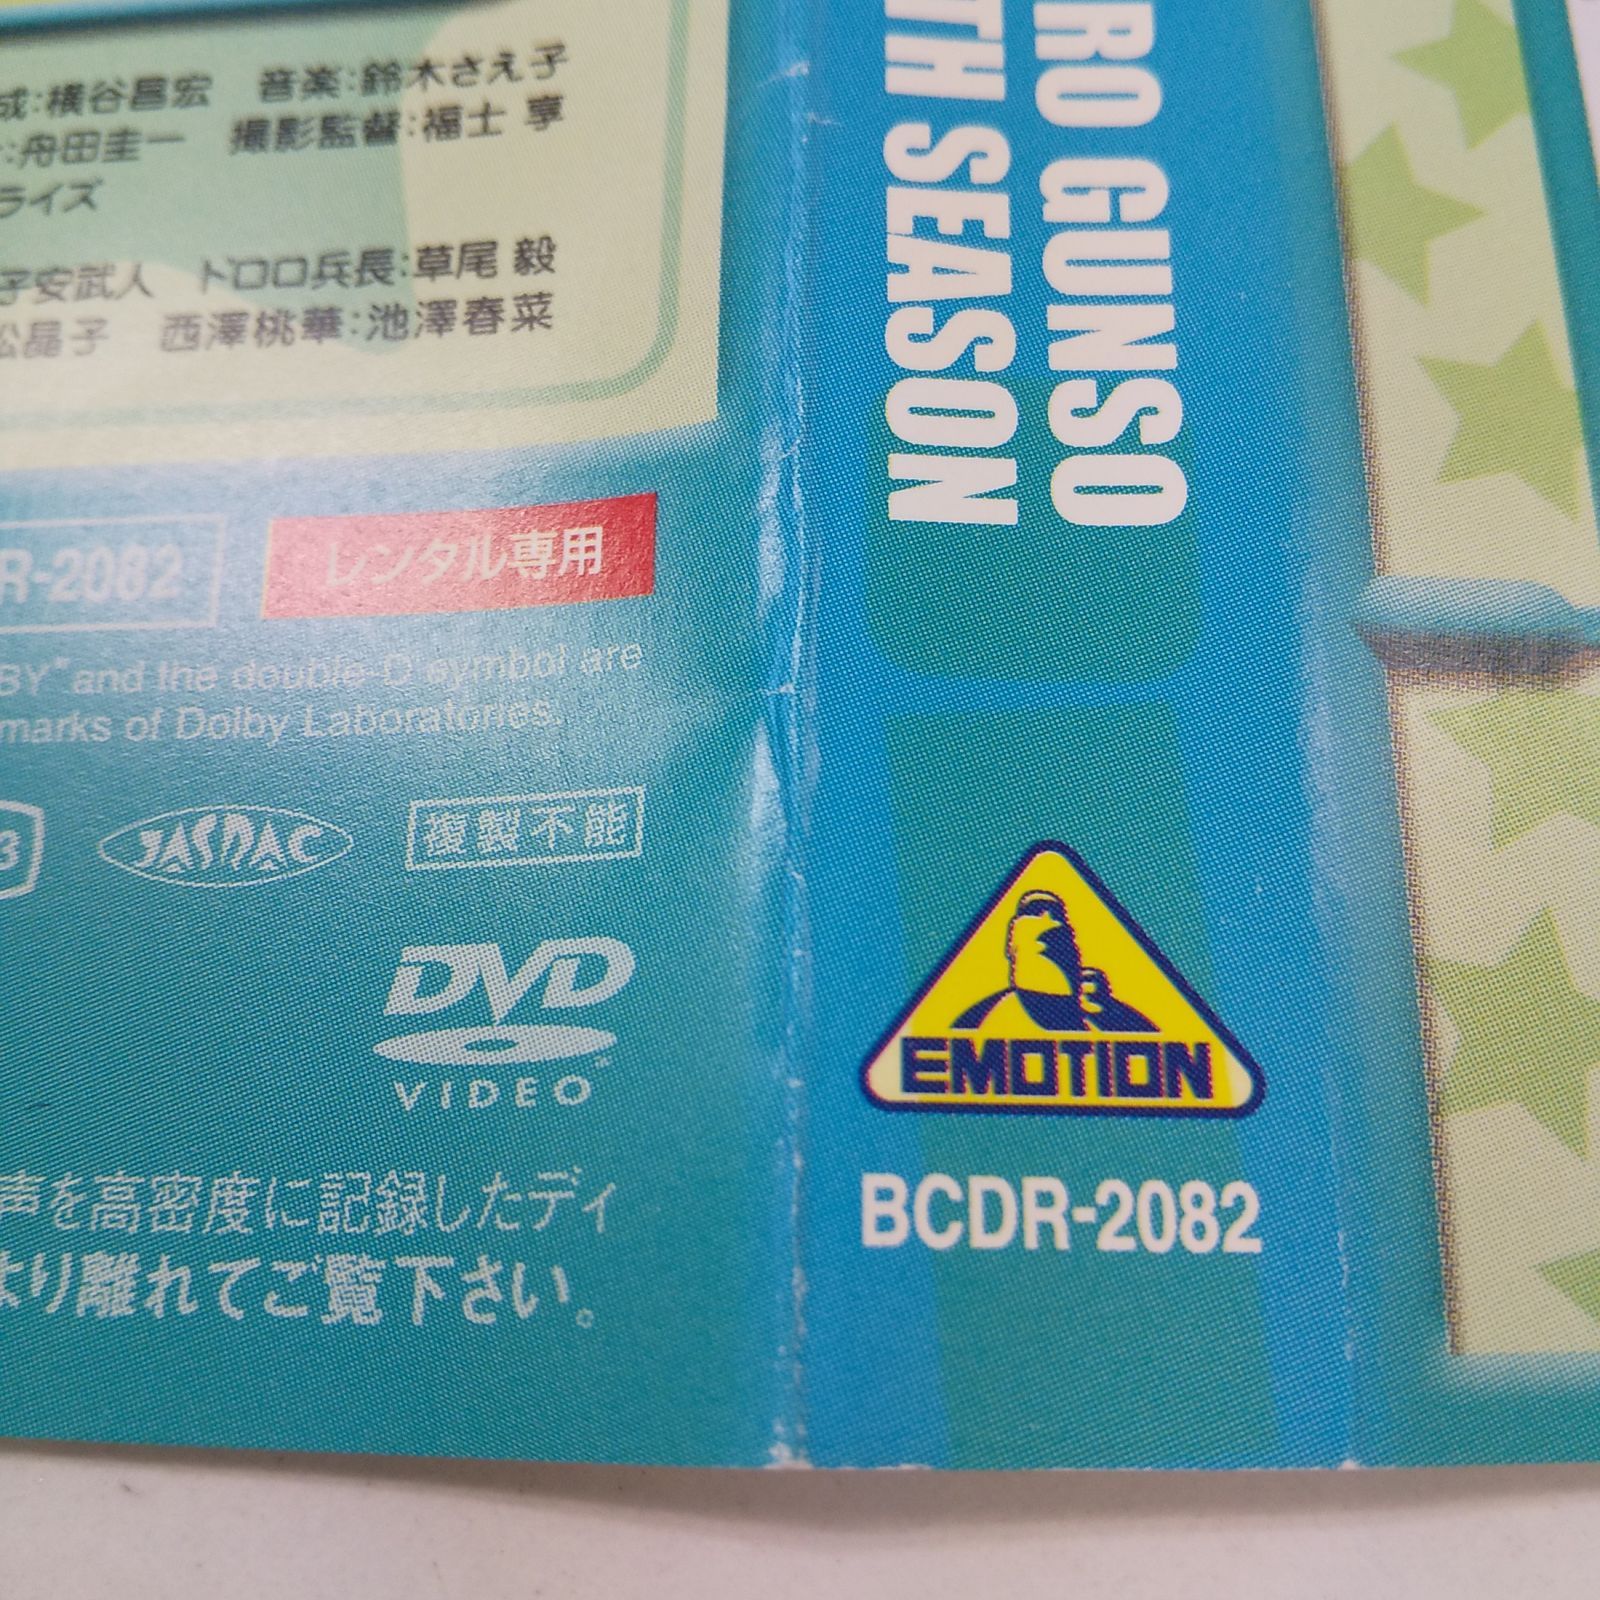 成:横谷昌宏 音楽:鈴木さえ子
:舟田圭一 撮影監督:福士 享
ライズ
子安武人 ドロロ兵長:草尾 毅
松晶子 西澤桃華:池澤春菜
R-2082
レンタル専用
BY" and the double-D symbol are
marks of Dolby Laboratories.
3
JASRAC
複製不能
DVD
VIDEO
声を高密度に記録したディ
より離れてご覧下さい。
RO GUNSO
TH SEASON
EMOTION
BCDR-2082